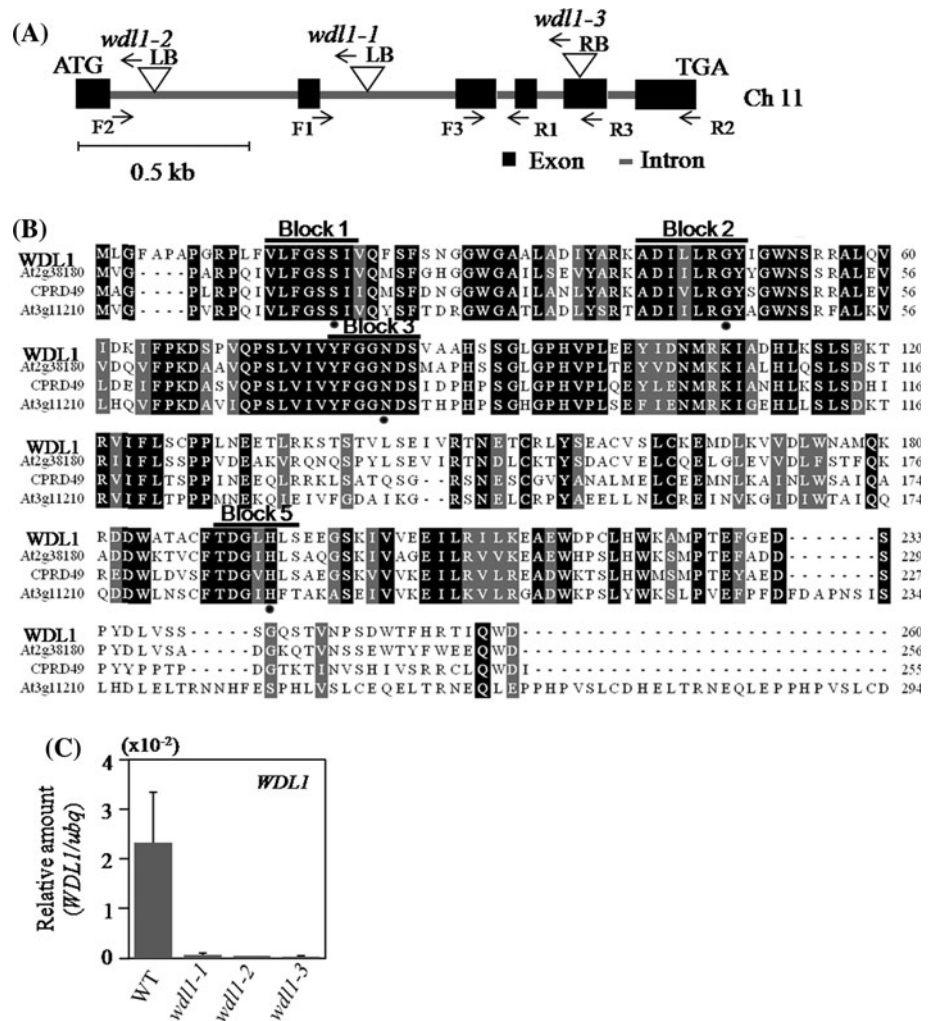 (A)
wdl1-2 wdl1-1 wdl1-3
ATG LB LB RB TGA
Ch 11
F2 F1 F3 R1 R3 R2
0.5 kb
Exon Intron
(B)
Block 1 Block 2
WDL1 MLGFAPAPGRPLFVLFGSSIVQFSFSNGGWGAALADIYARKADILLRGYIGWNSRRALQV 60
At2g38180 MVG----PARPQIVLFGSSIVQMSFGHGGWGAILSEVYARKADIILRGYYGWNSRRALEV 56
CPRD49 MAG----PLRPQIVLFGSSIIQMSFDNGGWGAILANLYARKADIVLRGYSGWNSRRALKV 56
At3g11210 MVG----PVRPQIVLFGSSIVQYSFTDGGWGATLADLYSRTADIILRGYAGWNSRFALKV 56
Block 3
WDL1 IDKIFPKDSPVQPSLVIVYFGGNDSVAAHSSGLGPHVPLEEYIDNMRKIADHLKSLSEKT 120
At2g38180 VDQVFPKDAAVQPSLVIVYFGGNDSMAPHSSGLGPHVPLTEYVDNMKKIALHLQSLSDST 116
CPRD49 LDEIFPKDAAVQPSLVIVYFGGNDSIDPHPSGLGPHVPLQEYLENMRKIANHLKSLSDHI 116
At3g11210 LHQVFPKDAVIQPSLVIVYFGGNDSTHPHPSGHGPHVPLSEFIENMRKIGEHLLSLSDKT 116
WDL1 RVIFLSCPPLNEETLRKSTSTVLSEIVRTNETCRLYSEACVSLCKEMDLKVVDLWNAMQK 180
At2g38180 RIIFLSSPPVDEAKVRQNQSPYLSEVIRTNDLCKTYSDACVELCQELGLEVVDLFSTFQK 176
CPRD49 RVIFLTSPPINEEQLRRKLSG--RSNESCGVYANALMELCEEMNLKAINLWSAIQA 174
At3g11210 RVIFLTPPPMNEKQIEIVFGDAIKG--RSNELCRPYAEELLNLCREINVKGIDIWTAIQQ 174
Block 5
WDL1 RDDWATACFTDGLHLSEEGSKIVVEEILRILKEAEWDPCLHWKAMPTEFGED-------S 233
At2g38180 ADDWKTVCFTDGIHLSAQGSKIVAGEILRVVKEAEWHPSLHWKSMPTEFADD-------S 229
CPRD49 REDWLDVSFTDGVHLSAEGSKVVVKEILRVLREADWKTSLHWMSMPTEYAED-------S 227
At3g11210 QDDWLNSCFTDGIHFTAKASEIVVKEILKVLRGADWKPSLYWKSLPVEFPFDFDAPNSIS 234
WDL1 PYDLVSS-----SGQSTVNPSDWTFHRTIQWD---------------------------- 260
At2g38180 PYDLVSA-----DGKQTVNSSEWTYFWEEQWD---------------------------- 256
CPRD49 PYYPPTP-----DGTKTINVSHIVSRRCLQWDI--------------------------- 255
At3g11210 LHDLELTRNNHFESPHLVSLCEQELTRNEQLEPPHPVSLCDHELTRNEQLEPPHPVSLCD 294
(C) (x10-2)
4
3
2
1
0
WDL1
Relative amount
(WDL1/ubq)
WT wdl1-1 wdl1-2 wdl1-3